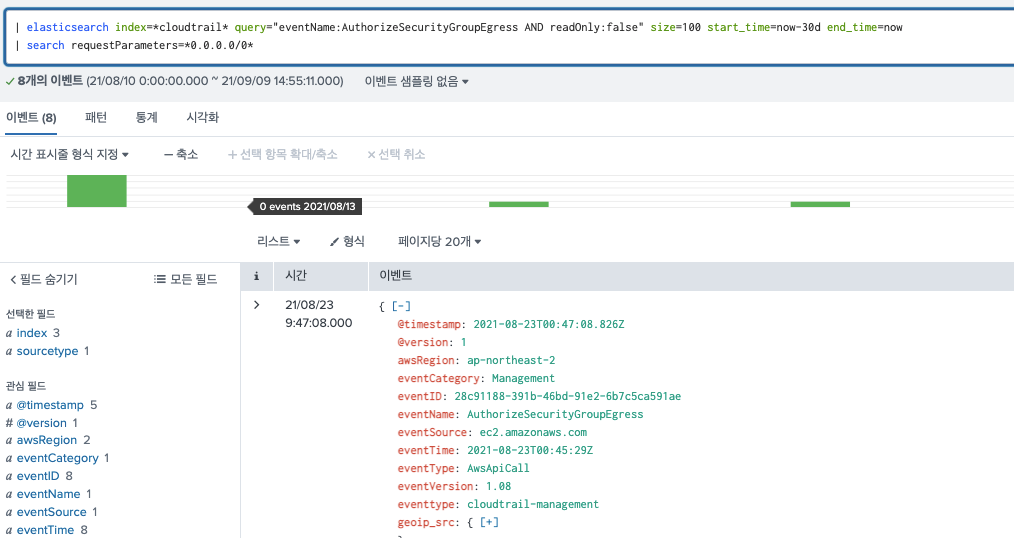 | elasticsearch index=*cloudtrail* query="eventName:AuthorizeSecurityGroupEgress AND readOnly:false" size=100 start_time=now-30d end_time=now
| search requestParameters=*0.0.0.0/0*
✓ 8개의 이벤트 (21/08/10 0:00:00.000 ~ 21/09/09 14:55:11.000) 이벤트 샘플링 없음 ▾
이벤트 (8) 패턴 통계 시각화
시간 표시줄 형식 지정 ▾ — 축소 + 선택 항목 확대/축소 × 선택 취소
0 events 2021/08/13
리스트 ▾ 형식 페이지당 20개 ▾
< 필드 숨기기 모든 필드
i 시간 이벤트
선택한 필드
a index 3
a sourcetype 1
관심 필드
a @timestamp 5
# @version 1
a awsRegion 2
a eventCategory 1
a eventID 8
a eventName 1
a eventSource 1
a eventTime 8
> 21/08/23
9:47:08.000
{ [-]
@timestamp: 2021-08-23T00:47:08.826Z
@version: 1
awsRegion: ap-northeast-2
eventCategory: Management
eventID: 28c91188-391b-46bd-91e2-6b7c5ca591ae
eventName: AuthorizeSecurityGroupEgress
eventSource: ec2.amazonaws.com
eventTime: 2021-08-23T00:45:29Z
eventType: AwsApiCall
eventVersion: 1.08
eventtype: cloudtrail-management
geoip_src: { [+]